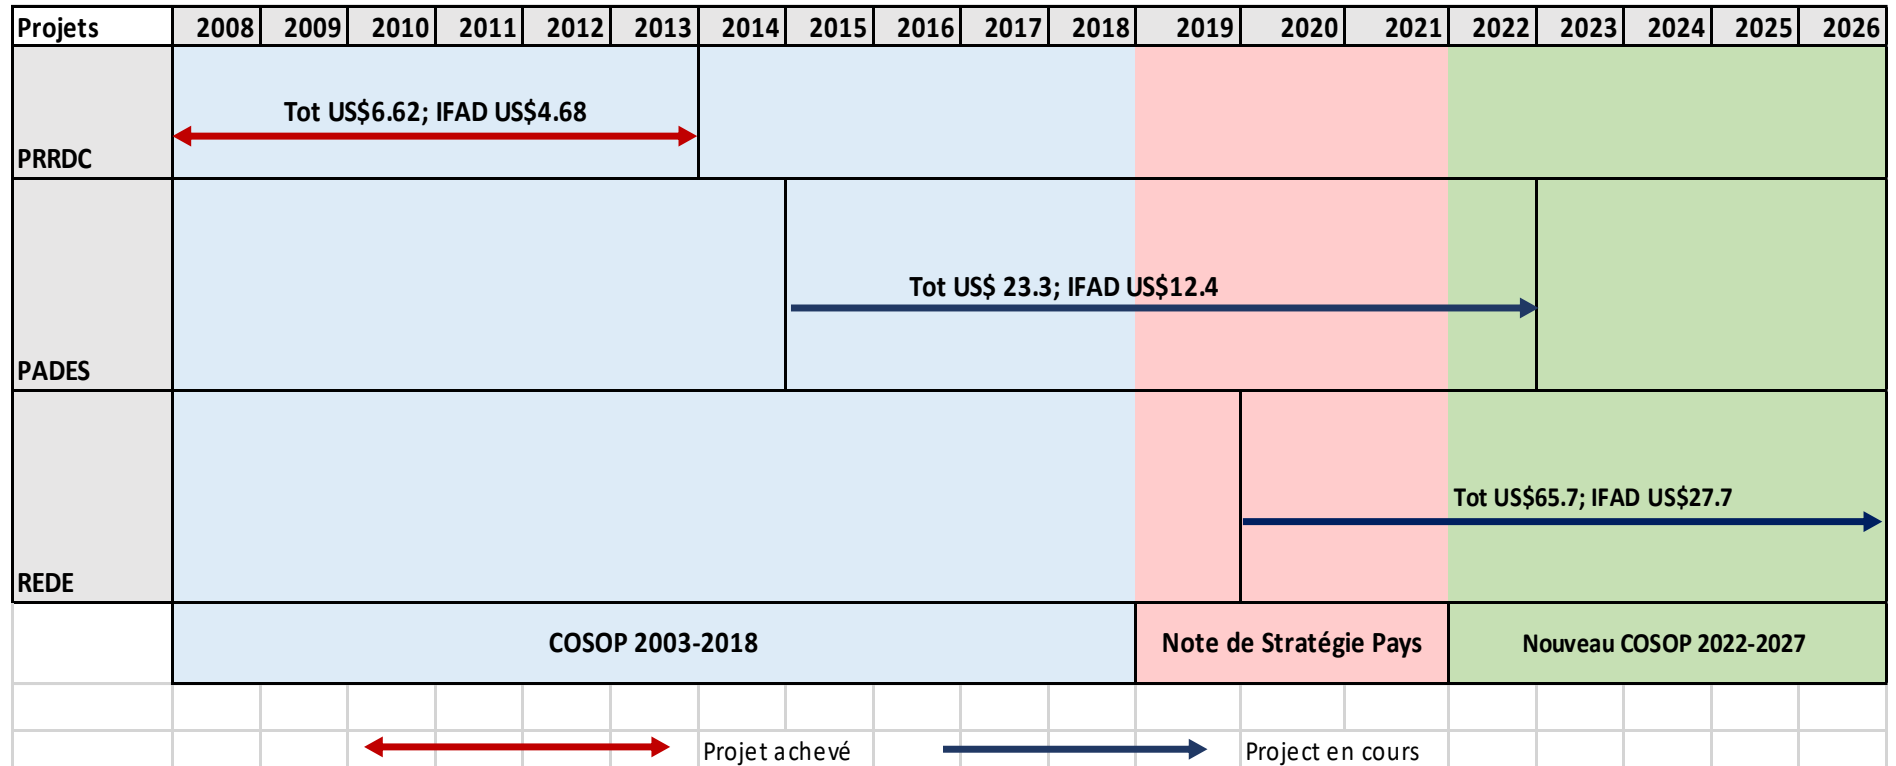 Projets 2008 2009 2010 2011 2012 2013 2014 2015 2016 2017 2018 2019 2020 2021 2022 2023 2024 2025 2026
Tot US$6.62; IFAD US$4.68
PRRDC
Tot US$ 23.3; IFAD US$12.4
PADES
Tot US$65.7; IFAD US$27.7
REDE
COSOP 2003-2018 Note de Stratégie Pays Nouveau COSOP 2022-2027
Projet achevé Project en cours